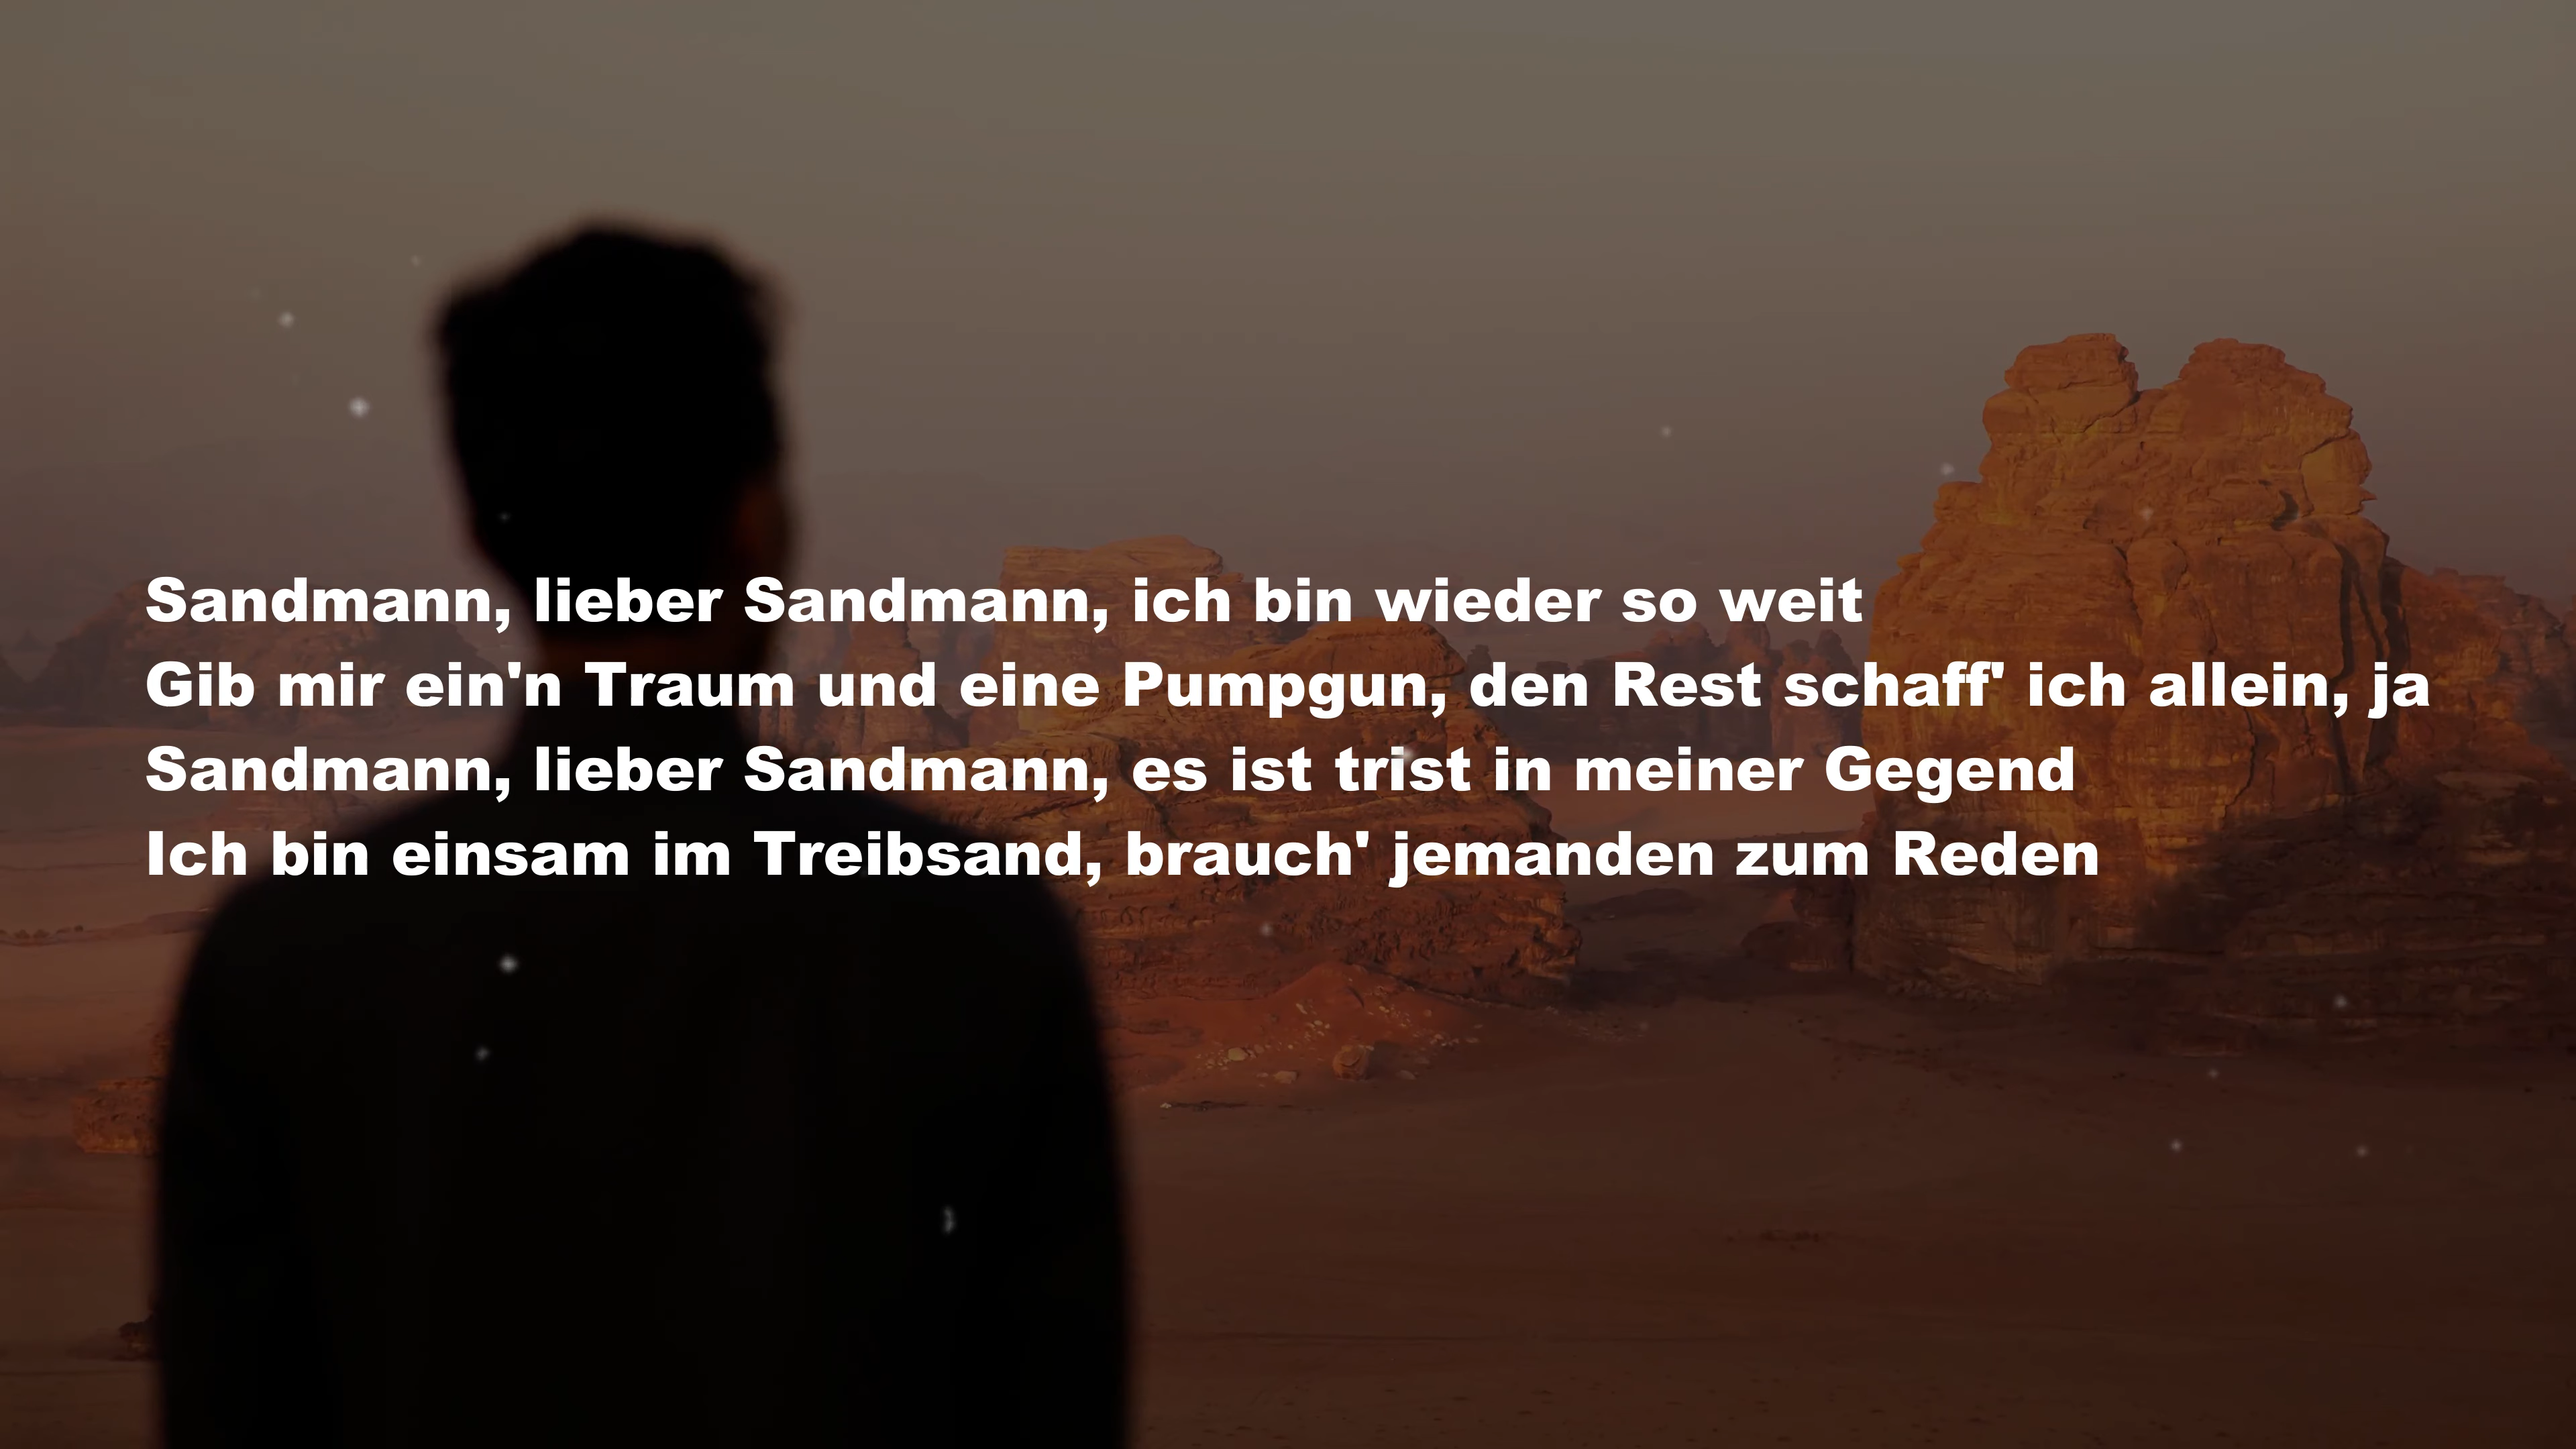 Sandmann, lieber Sandmann, ich bin wieder so weit
Gib mir ein'n Traum und eine Pumpgun, den Rest schaff' ich allein, ja
Sandmann, lieber Sandmann, es ist trist in meiner Gegend
Ich bin einsam im Treibsand, brauch' jemanden zum Reden